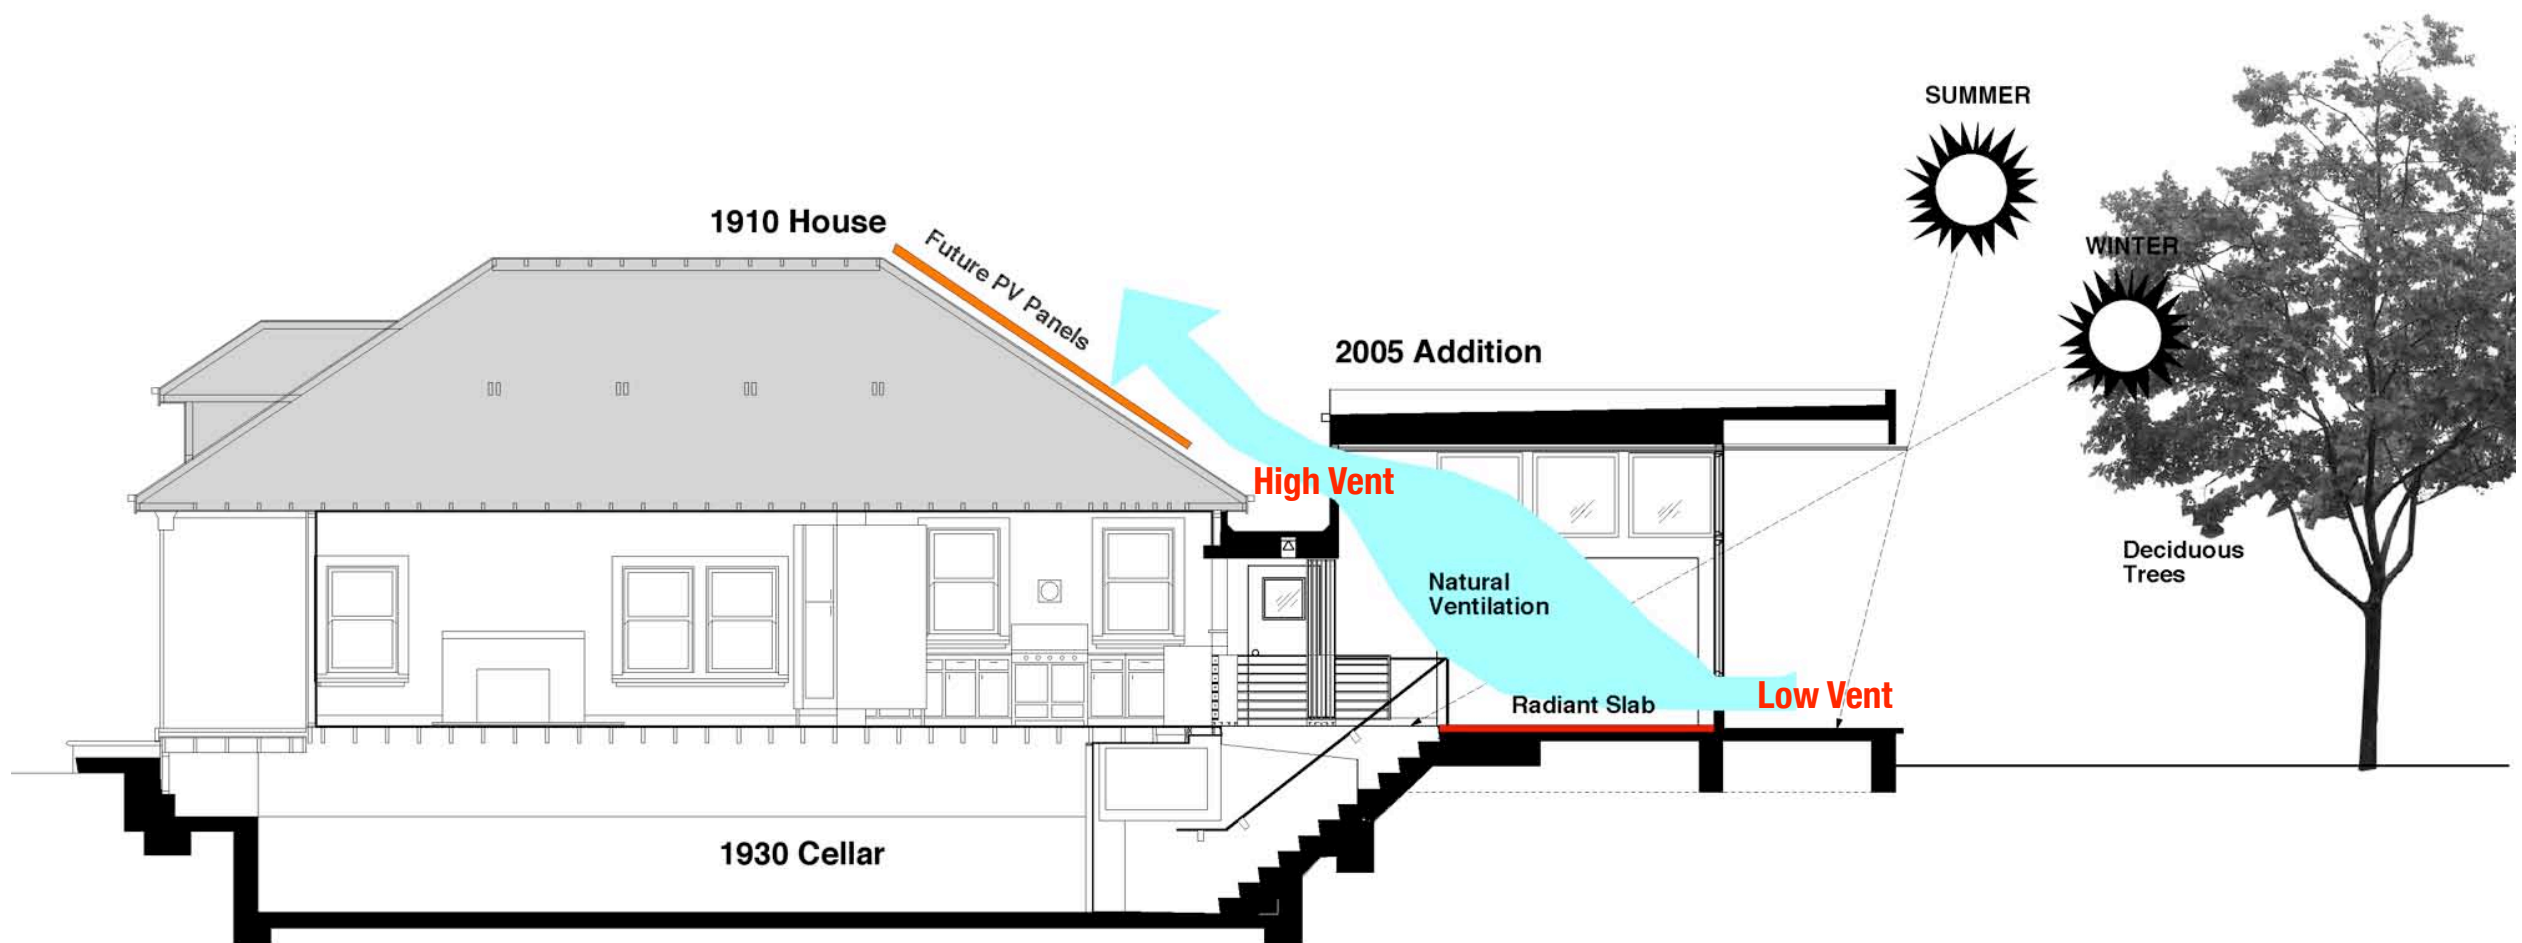 SUMMER
1910 House
Future PV Panels
WINTER
2005 Addition
High Vent
Deciduous
Trees
Natural
Ventilation
Low Vent
Radiant Slab
1930 Cellar